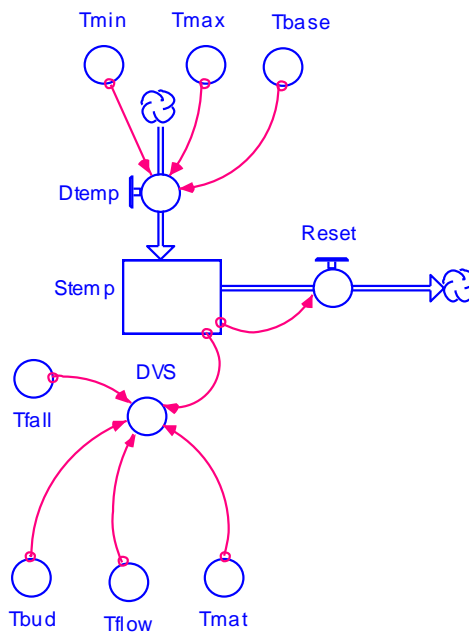 Tmin Tmax Tbase
Dtemp
Reset
Stemp
DVS
Tfall
Tbud Tflow Tmat